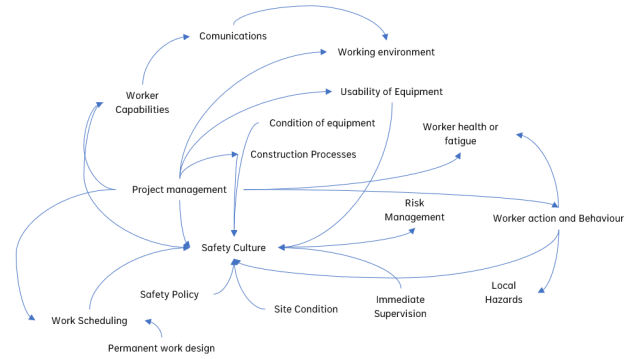 Comunications
Working environment
Worker
Capabilities
Usability of Equipment
Condition of equipment
Worker health or
fatigue
Construction Processes
Project management
Risk
Management
Worker action and Behaviour
Safety Culture
Safety Policy
Site Condition
Immediate
Supervision
Local
Hazards
Work Scheduling
Permanent work design